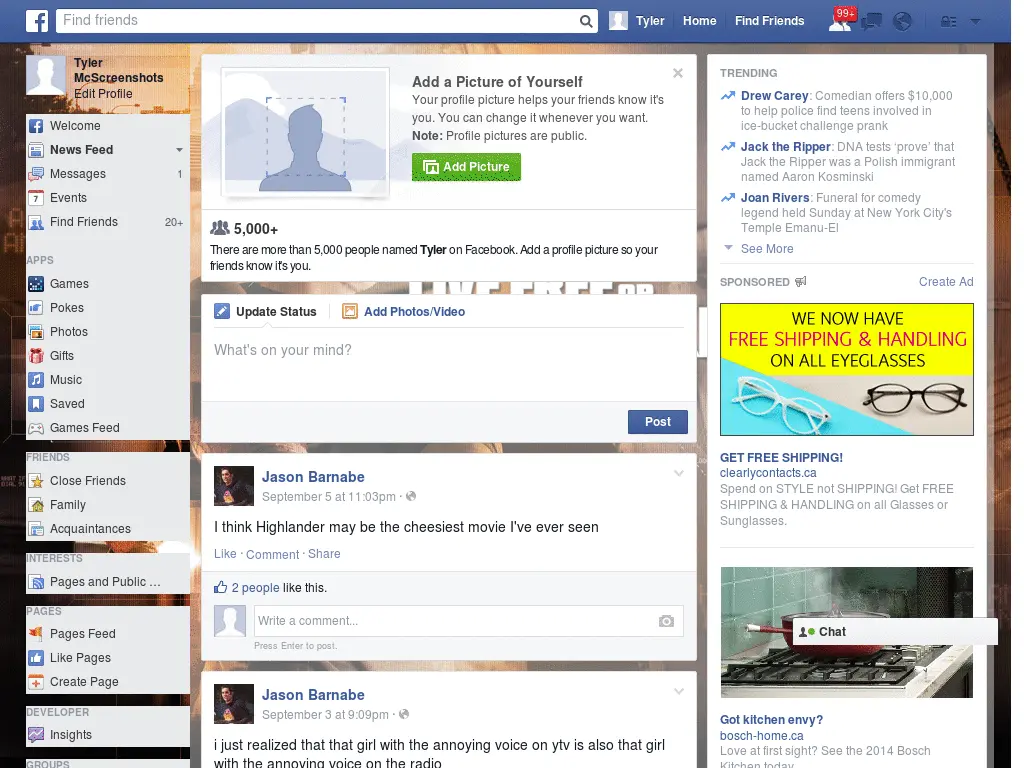 Find friends
Tyler
Home
Find Friends
99+
Tyler
McScreenshots
Edit Profile
Welcome
News Feed
Messages
1
Events
Find Friends
20+
APPS
Games
Pokes
Photos
Gifts
Music
Saved
Games Feed
FRIENDS
Close Friends
Family
Acquaintances
INTERESTS
Pages and Public ...
PAGES
Pages Feed
Like Pages
Create Page
DEVELOPER
Insights
GROUPS
Add a Picture of Yourself
Your profile picture helps your friends know it's
you. You can change it whenever you want.
Note: Profile pictures are public.
Add Picture
5,000+
There are more than 5,000 people named Tyler on Facebook. Add a profile picture so your
friends know it's you.
LIVE FREE OR
Update Status
Add Photos/Video
What's on your mind?
Post
Jason Barnabe
September 5 at 11:03pm ·
I think Highlander may be the cheesiest movie I've ever seen
Like · Comment · Share
2 people like this.
Write a comment...
Press Enter to post.
Jason Barnabe
September 3 at 9:09pm ·
i just realized that that girl with the annoying voice on ytv is also that girl
with the annoying voice on the radio
TRENDING
Drew Carey: Comedian offers $10,000
to help police find teens involved in
ice-bucket challenge prank
Jack the Ripper: DNA tests ‘prove’ that
Jack the Ripper was a Polish immigrant
named Aaron Kosminski
Joan Rivers: Funeral for comedy
legend held Sunday at New York City's
Temple Emanu-El
See More
SPONSORED
Create Ad
WE NOW HAVE
FREE SHIPPING & HANDLING
ON ALL EYEGLASSES
GET FREE SHIPPING!
clearlycontacts.ca
Spend on STYLE not SHIPPING! Get FREE
SHIPPING & HANDLING on all Glasses or
Sunglasses.
Chat
Got kitchen envy?
bosch-home.ca
Love at first sight? See the 2014 Bosch
Kitchen today